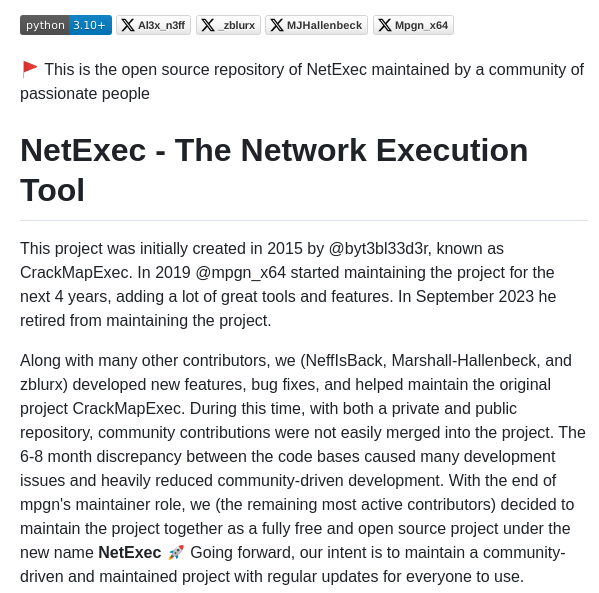 python 3.10+ Al3x_n3ff _zblurx MJHallenbeck Mpgn_x64
🚩 This is the open source repository of NetExec maintained by a community of
passionate people
NetExec - The Network Execution
Tool
This project was initially created in 2015 by @byt3bl33d3r, known as
CrackMapExec. In 2019 @mpgn_x64 started maintaining the project for the
next 4 years, adding a lot of great tools and features. In September 2023 he
retired from maintaining the project.
Along with many other contributors, we (NeffIsBack, Marshall-Hallenbeck, and
zblurx) developed new features, bug fixes, and helped maintain the original
project CrackMapExec. During this time, with both a private and public
repository, community contributions were not easily merged into the project. The
6-8 month discrepancy between the code bases caused many development
issues and heavily reduced community-driven development. With the end of
mpgn's maintainer role, we (the remaining most active contributors) decided to
maintain the project together as a fully free and open source project under the
new name NetExec 🚀 Going forward, our intent is to maintain a community-
driven and maintained project with regular updates for everyone to use.